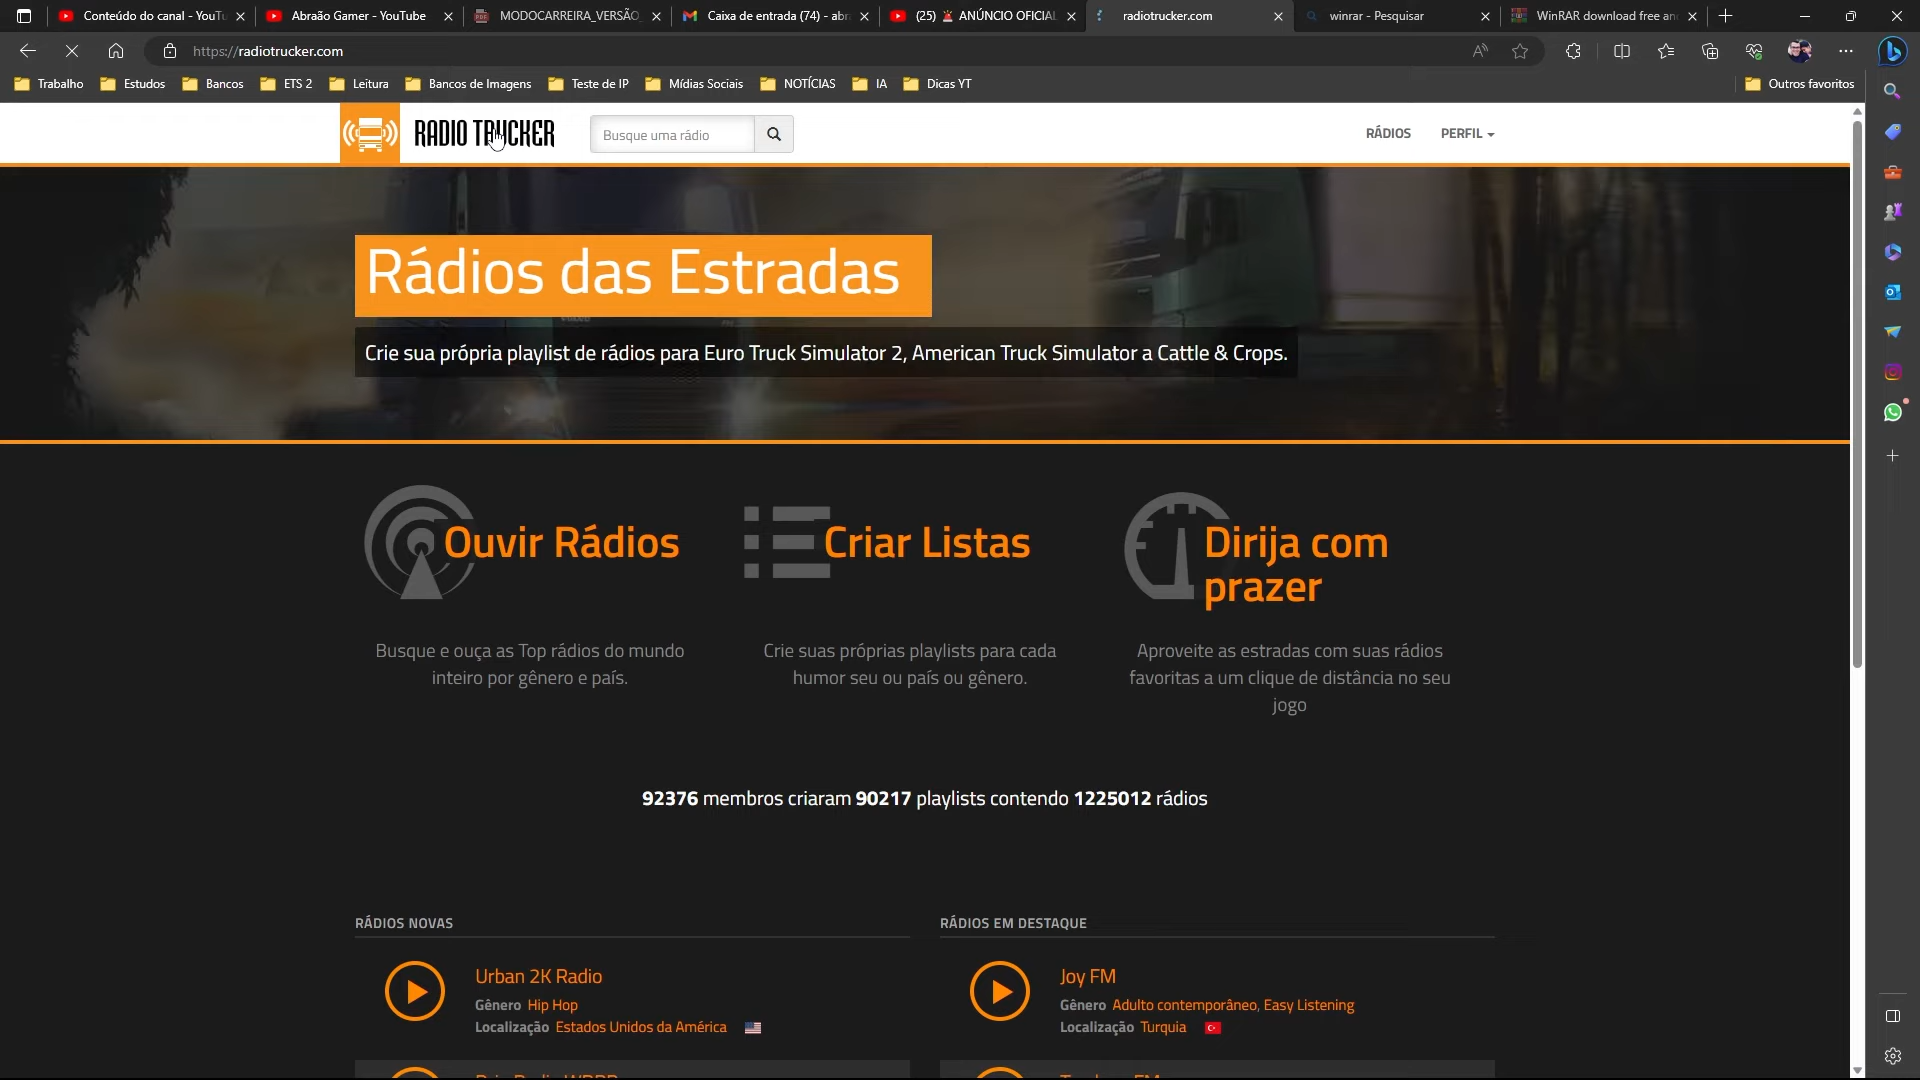 Conteúdo do canal - YouTu
Abraão Gamer - YouTube
MODOCARREIRA_VERSÃO
Caixa de entrada (74) - abr
(25) 🚨 ANÚNCIO OFICIAL
radiotrucker.com
winrar - Pesquisar
WinRAR download free an
https://radiotrucker.com
Trabalho
Estudos
Bancos
ETS 2
Leitura
Bancos de Imagens
Teste de IP
Mídias Sociais
NOTÍCIAS
IA
Dicas YT
Outros favoritos
RADIO TRUCKER
Busque uma rádio
RÁDIOS
PERFIL
Rádios das Estradas
Crie sua própria playlist de rádios para Euro Truck Simulator 2, American Truck Simulator a Cattle & Crops.
Ouvir Rádios
Busque e ouça as Top rádios do mundo
inteiro por gênero e país.
Criar Listas
Crie suas próprias playlists para cada
humor seu ou país ou gênero.
Dirija com
prazer
Aproveite as estradas com suas rádios
favoritas a um clique de distância no seu
jogo
92376 membros criaram 90217 playlists contendo 1225012 rádios
RÁDIOS NOVAS
Urban 2K Radio
Gênero Hip Hop
Localização Estados Unidos da América
RÁDIOS EM DESTAQUE
Joy FM
Gênero Adulto contemporâneo, Easy Listening
Localização Turquia